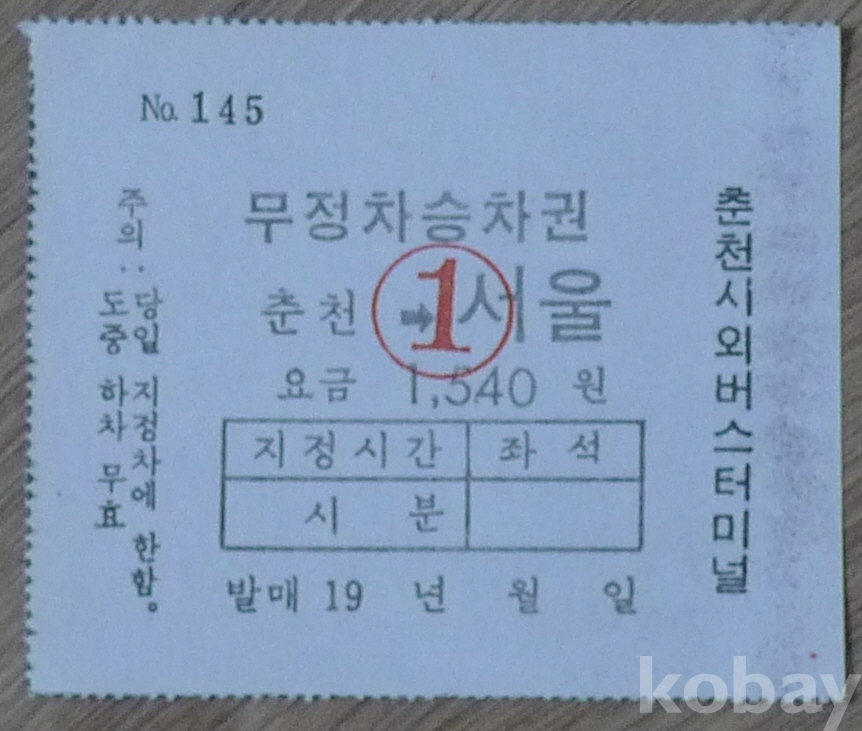 No. 145
무정차승차권
춘천 ➡ 서울
1
요금 1,540 원
지정시간 좌석
시 분
발매 19 년 월 일
주의 : 당일 지정차에 한함。
도중 하차 무효
춘천시외버스터미널
kobay